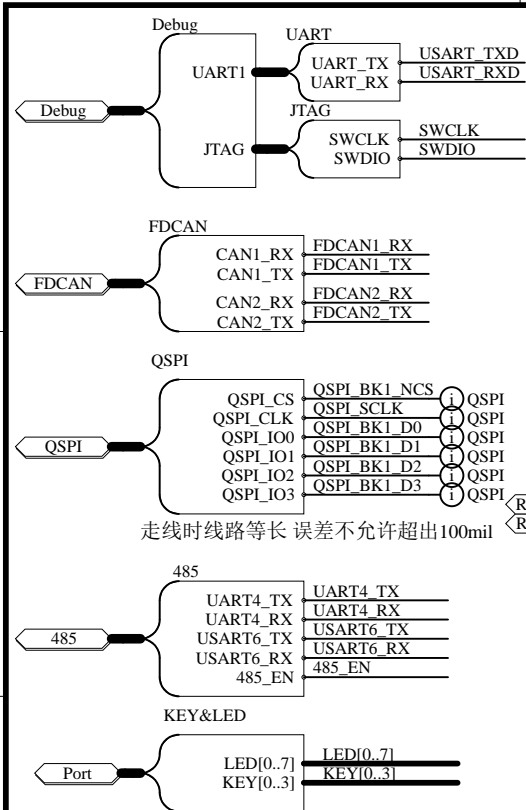 Debug
UART
UART1
UART_TX
USART_TXD
UART_RX
USART_RXD
Debug
JTAG
JTAG
SWCLK
SWCLK
SWDIO
SWDIO
FDCAN
CAN1_RX
FDCAN1_RX
CAN1_TX
FDCAN1_TX
FDCAN
CAN2_RX
FDCAN2_RX
CAN2_TX
FDCAN2_TX
QSPI
QSPI_CS
QSPI_BK1_NCS
i QSPI
QSPI_CLK
QSPI_SCLK
i QSPI
QSPI_IO0
QSPI_BK1_D0
i QSPI
QSPI
QSPI_IO1
QSPI_BK1_D1
i QSPI
QSPI_IO2
QSPI_BK1_D2
i QSPI
QSPI_IO3
QSPI_BK1_D3
i QSPI
R
R
走线时线路等长 误差不允许超出100mil
485
UART4_TX
UART4_TX
UART4_RX
UART4_RX
485
USART6_TX
USART6_TX
USART6_RX
USART6_RX
485_EN
485_EN
KEY&LED
LED[0..7]
LED[0..7]
Port
KEY[0..3]
KEY[0..3]